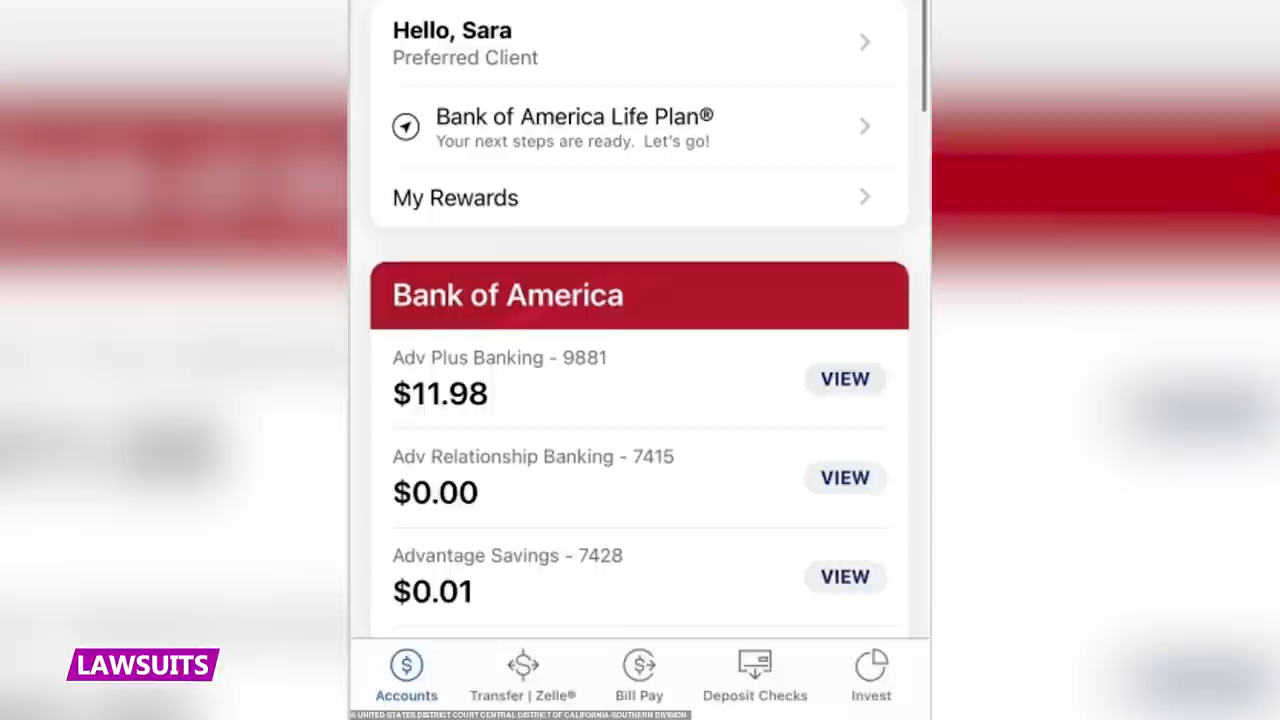 Hello, Sara
Preferred Client
Bank of America Life Plan®
Your next steps are ready. Let's go!
My Rewards
Bank of America
Adv Plus Banking - 9881
$11.98
VIEW
Adv Relationship Banking - 7415
$0.00
VIEW
Advantage Savings - 7428
$0.01
VIEW
LAWSUITS
Accounts
Transfer | Zelle®
Bill Pay
Deposit Checks
Invest
© UNITED STATES DISTRICT COURT CENTRAL DISTRICT OF CALIFORNIA-SOUTHERN DIVISION